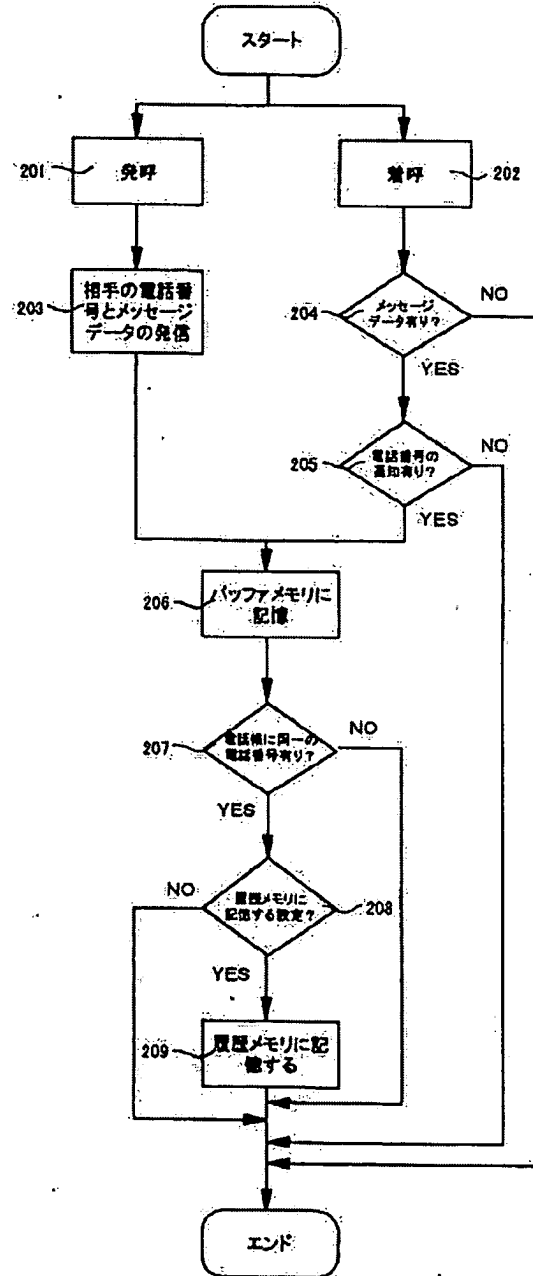 スタート
201
発呼
着呼
202
203
相手の電話番
号とメッセージ
データの発信
204
メッセージ
データ有り?
NO
YES
205
電話番号の
通知有り?
NO
YES
206
バッファメモリに
記憶
207
電話帳に同一の
電話番号有り?
NO
YES
NO
履歴メモリに
記憶する設定?
208
YES
209
履歴メモリに記
憶する
エンド